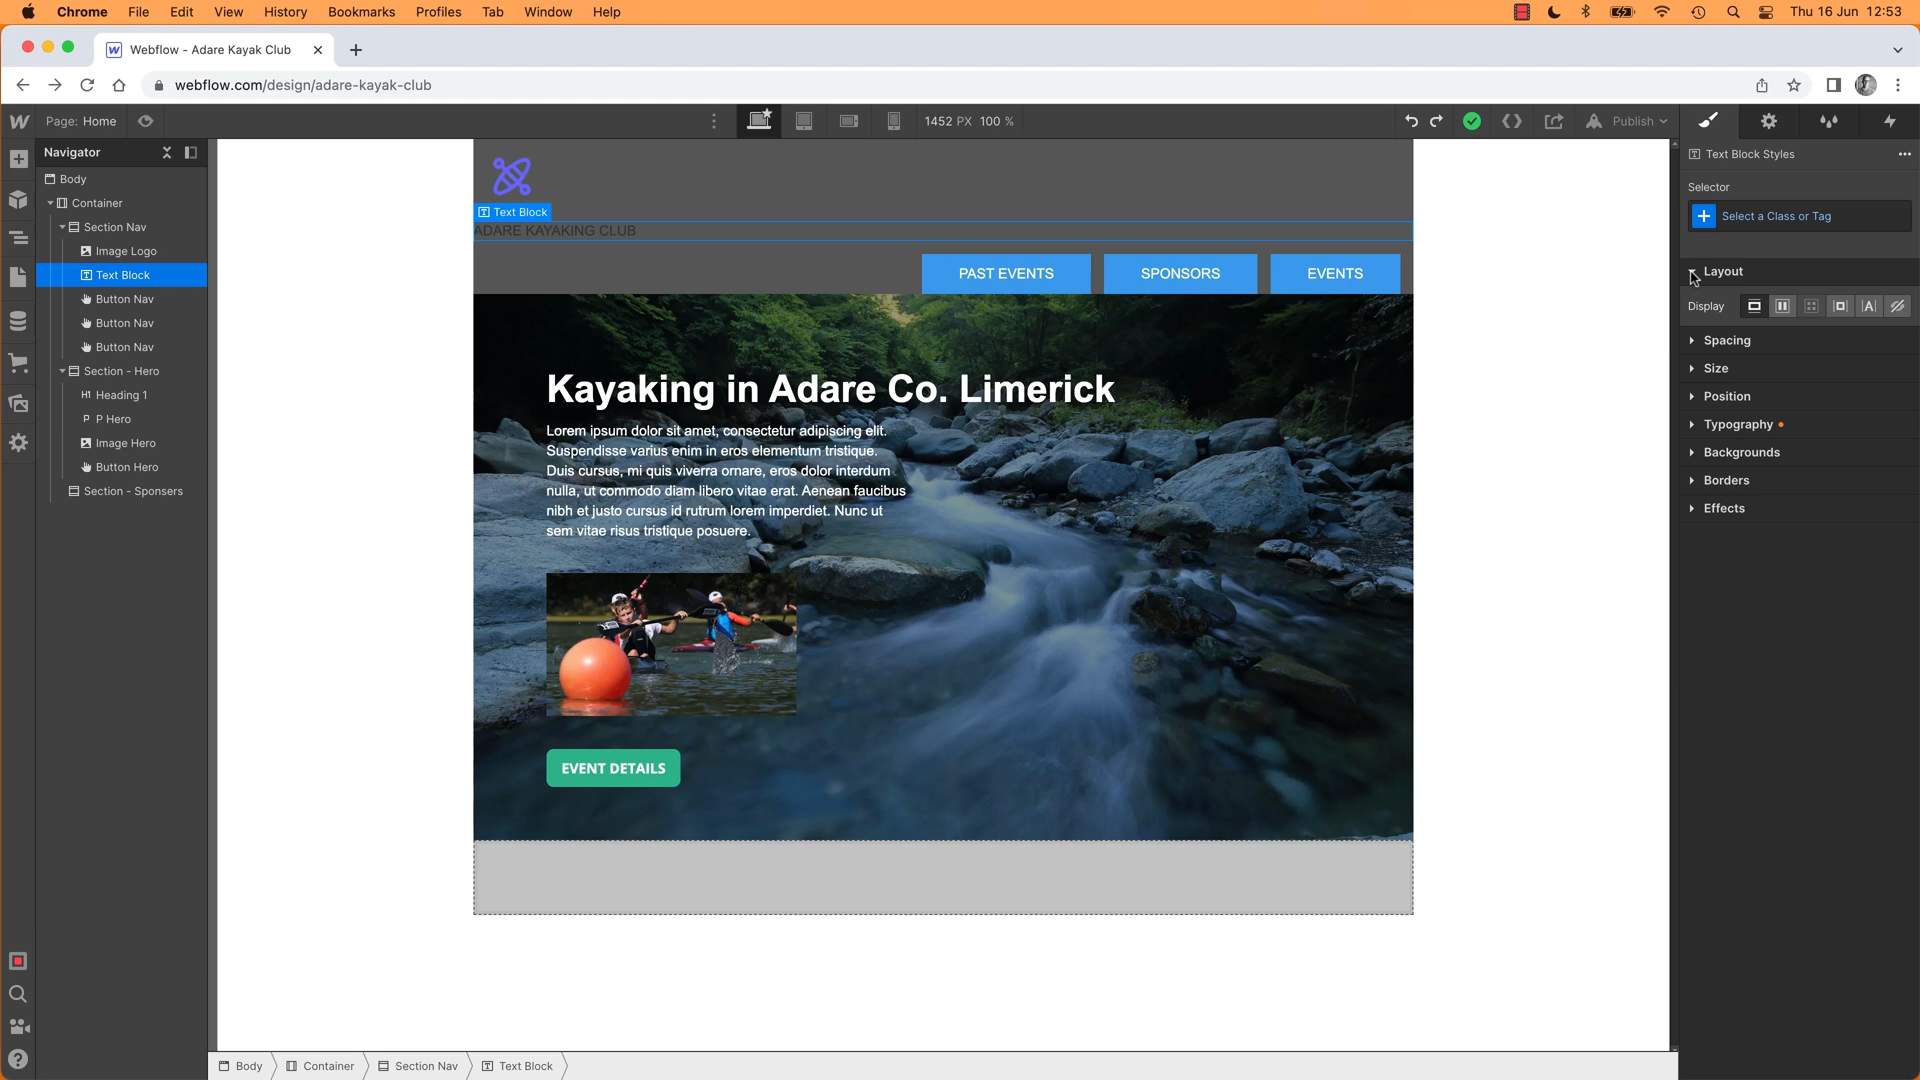 Chrome File Edit View History Bookmarks Profiles Tab Window Help Thu 16 Jun 12:53
Webflow - Adare Kayak Club
webflow.com/design/adare-kayak-club
Page: Home 1452 PX 100 % Publish
Navigator
Body
Container
Section Nav
Image Logo
Text Block
Button Nav
Button Nav
Button Nav
Section - Hero
H1 Heading 1
P P Hero
Image Hero
Button Hero
Section - Sponsers
Text Block
ADARE KAYAKING CLUB
PAST EVENTS SPONSORS EVENTS
Kayaking in Adare Co. Limerick
Lorem ipsum dolor sit amet, consectetur adipiscing elit.
Suspendisse varius enim in eros elementum tristique.
Duis cursus, mi quis viverra ornare, eros dolor interdum
nulla, ut commodo diam libero vitae erat. Aenean faucibus
nibh et justo cursus id rutrum lorem imperdiet. Nunc ut
sem vitae risus tristique posuere.
EVENT DETAILS
Text Block Styles
Selector
Select a Class or Tag
Layout
Display
Spacing
Size
Position
Typography
Backgrounds
Borders
Effects
Body Container Section Nav Text Block